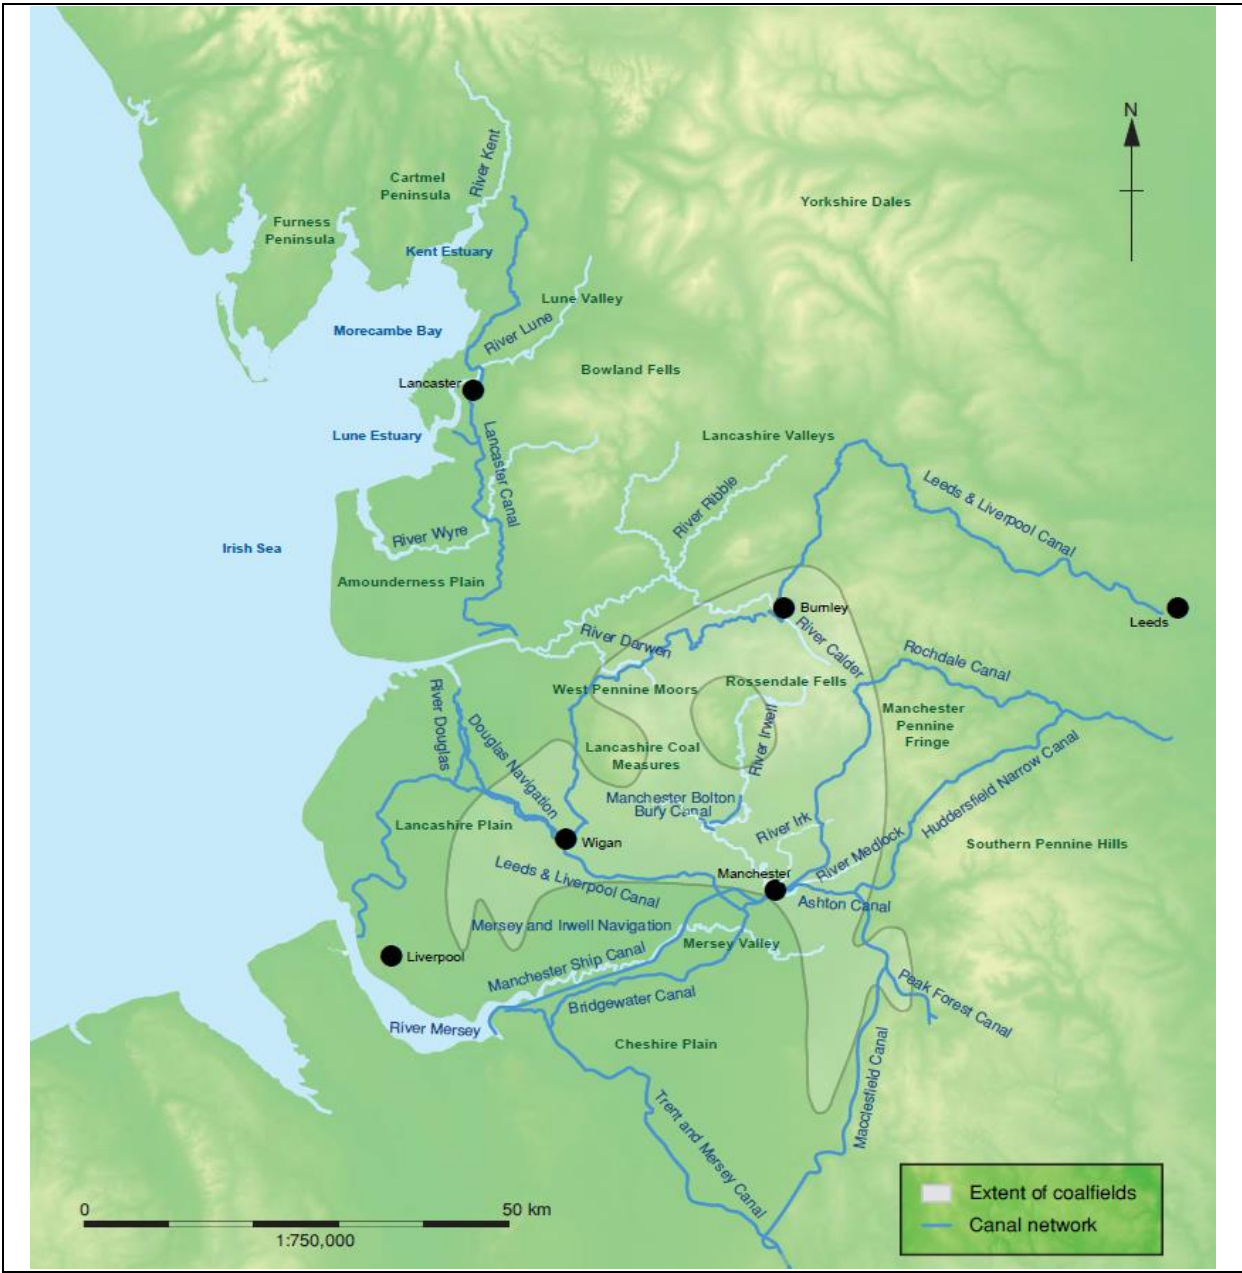 N
River Kent
Cartmel
Peninsula
Yorkshire Dales
Furness
Peninsula
Kent Estuary
Lune Valley
Morecambe Bay
River Lune
Bowland Fells
Lancaster
Lune Estuary
Lancashire Valleys
Lancaster Canal
River Ribble
Leeds & Liverpool Canal
River Wyre
Irish Sea
Amounderness Plain
Burnley
Leeds
River Darwen
River Calder
Rochdale Canal
West Pennine Moors
Rossendale Fells
River Douglas
Douglas Navigation
Manchester
Pennine
Fringe
River Irwell
Lancashire Coal
Measures
Huddersfield Narrow Canal
Manchester Bolton
Bury Canal
Lancashire Plain
River Irk
Wigan
River Medlock
Southern Pennine Hills
Leeds & Liverpool Canal
Manchester
Ashton Canal
Mersey and Irwell Navigation
Mersey Valley
Liverpool
Manchester Ship Canal
Peak Forest Canal
Bridgewater Canal
River Mersey
Cheshire Plain
Macclesfield Canal
Trent and Mersey Canal
0
50 km
1:750,000
Extent of coalfields
Canal network